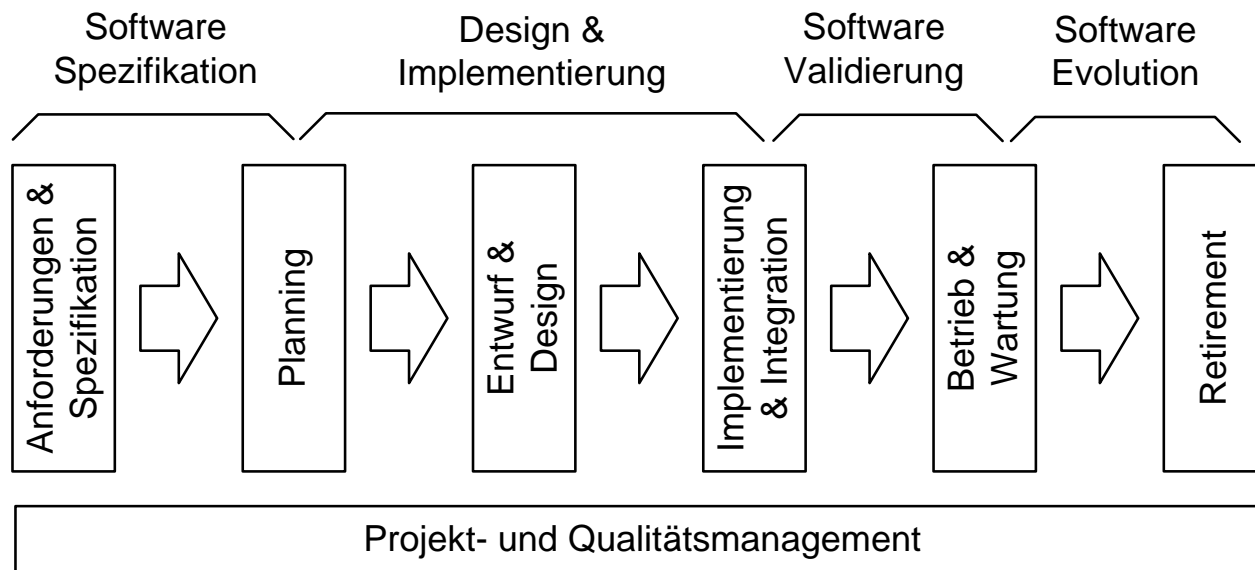 Software
Spezifikation
Design &
Implementierung
Software
Validierung
Software
Evolution
Anforderungen &
Spezifikation
Planning
Entwurf &
Design
Implementierung
& Integration
Betrieb &
Wartung
Retirement
Projekt- und Qualitätsmanagement